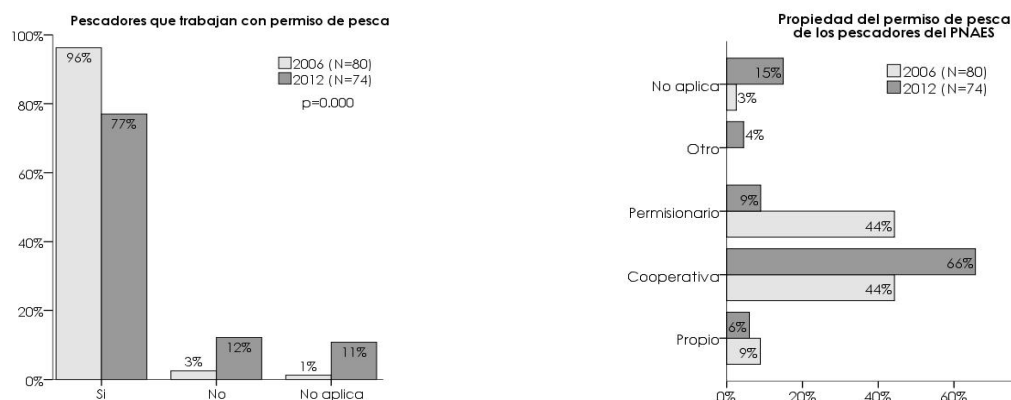 Pescadores que trabajan con permiso de pesca
100%
80%
60%
40%
20%
0%
96%
77%
3%
12%
1%
11%
2006 (N=80)
2012 (N=74)
p=0.000
Si
No
No aplica
Propiedad del permiso de pesca
de los pescadores del PNAES
2006 (N=80)
2012 (N=74)
No aplica
15%
3%
Otro
4%
Permisionario
9%
44%
Cooperativa
66%
44%
Propio
6%
9%
0%
20%
40%
60%